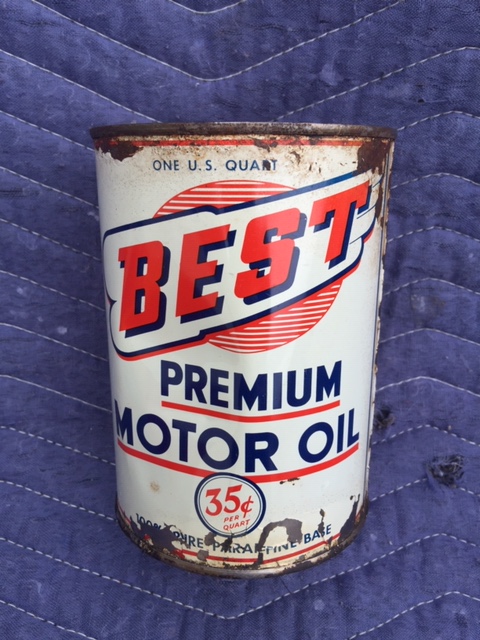 ONE U.S. QUART
BEST
PREMIUM
MOTOR OIL
35¢
PER
QUART
100% PURE PARAFFINE BASE